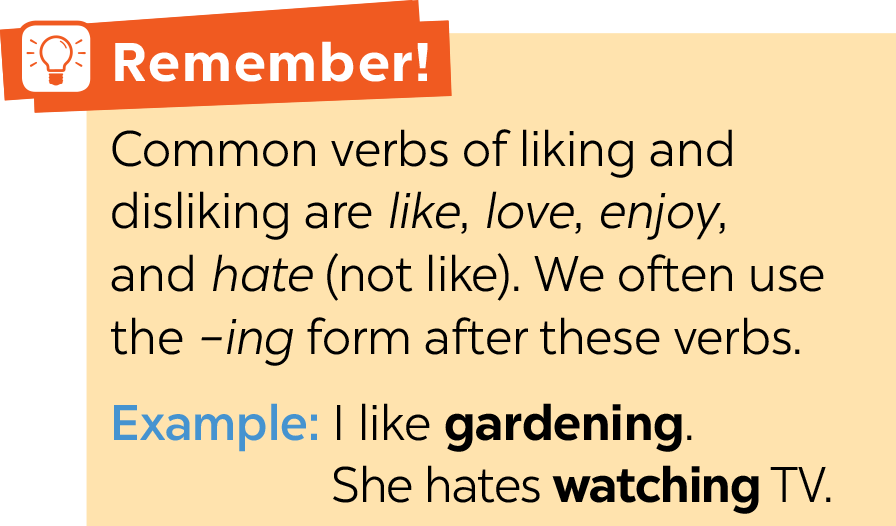 Remember!
Common verbs of liking and
disliking are like, love, enjoy,
and hate (not like). We often use
the –ing form after these verbs.
Example: I like gardening.
She hates watching TV.